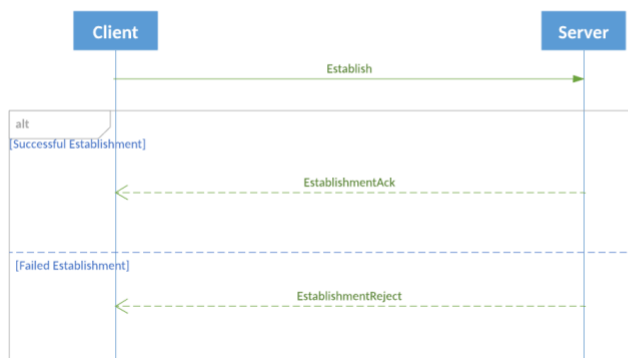 Client
Server
Establish
alt
[Successful Establishment]
EstablishmentAck
[Failed Establishment]
EstablishmentReject